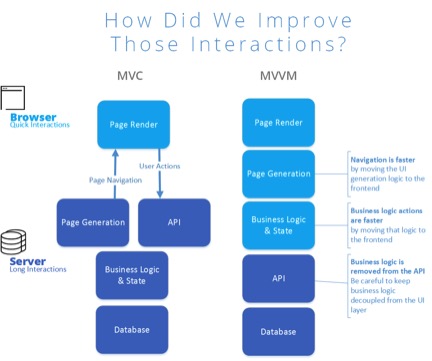 How Did We Improve
Those Interactions?
MVC
MVVM
Browser
Quick Interactions
Page Render
User Actions
Page Navigation
Page Generation
API
Server
Long Interactions
Business Logic
& State
Database
Page Render
Page Generation
Business Logic
& State
API
Database
Navigation is faster
by moving the UI
generation logic to the
frontend
Business logic actions
are faster
by moving that logic to
the frontend
Business logic is
removed from the API
Be careful to keep
business logic
decoupled from the UI
layer